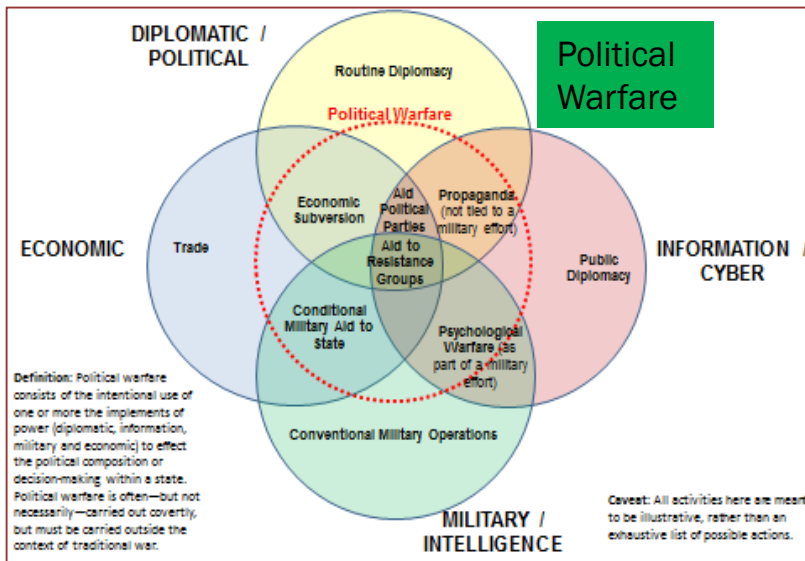 DIPLOMATIC /
POLITICAL
Political
Warfare
Routine Diplomacy
Political Warfare
Economic
Subversion
Aid
Political
Parties
Propaganda
(not tied to a
military effort)
ECONOMIC
Trade
Aid to
Resistance
Groups
Public
Diplomacy
INFORMATION /
CYBER
Conditional
Military Aid to
State
Psychological
Warfare (as
part of a military
effort)
Conventional Military Operations
Definition: Political warfare
consists of the intentional use of
one or more the implements of
power (diplomatic, information,
military and economic) to effect
the political composition or
decision-making within a state.
Political warfare is often—but not
necessarily—carried out covertly,
but must be carried outside the
context of traditional war.
MILITARY /
INTELLIGENCE
Caveat: All activities here are meant
to be illustrative, rather than an
exhaustive list of possible actions.